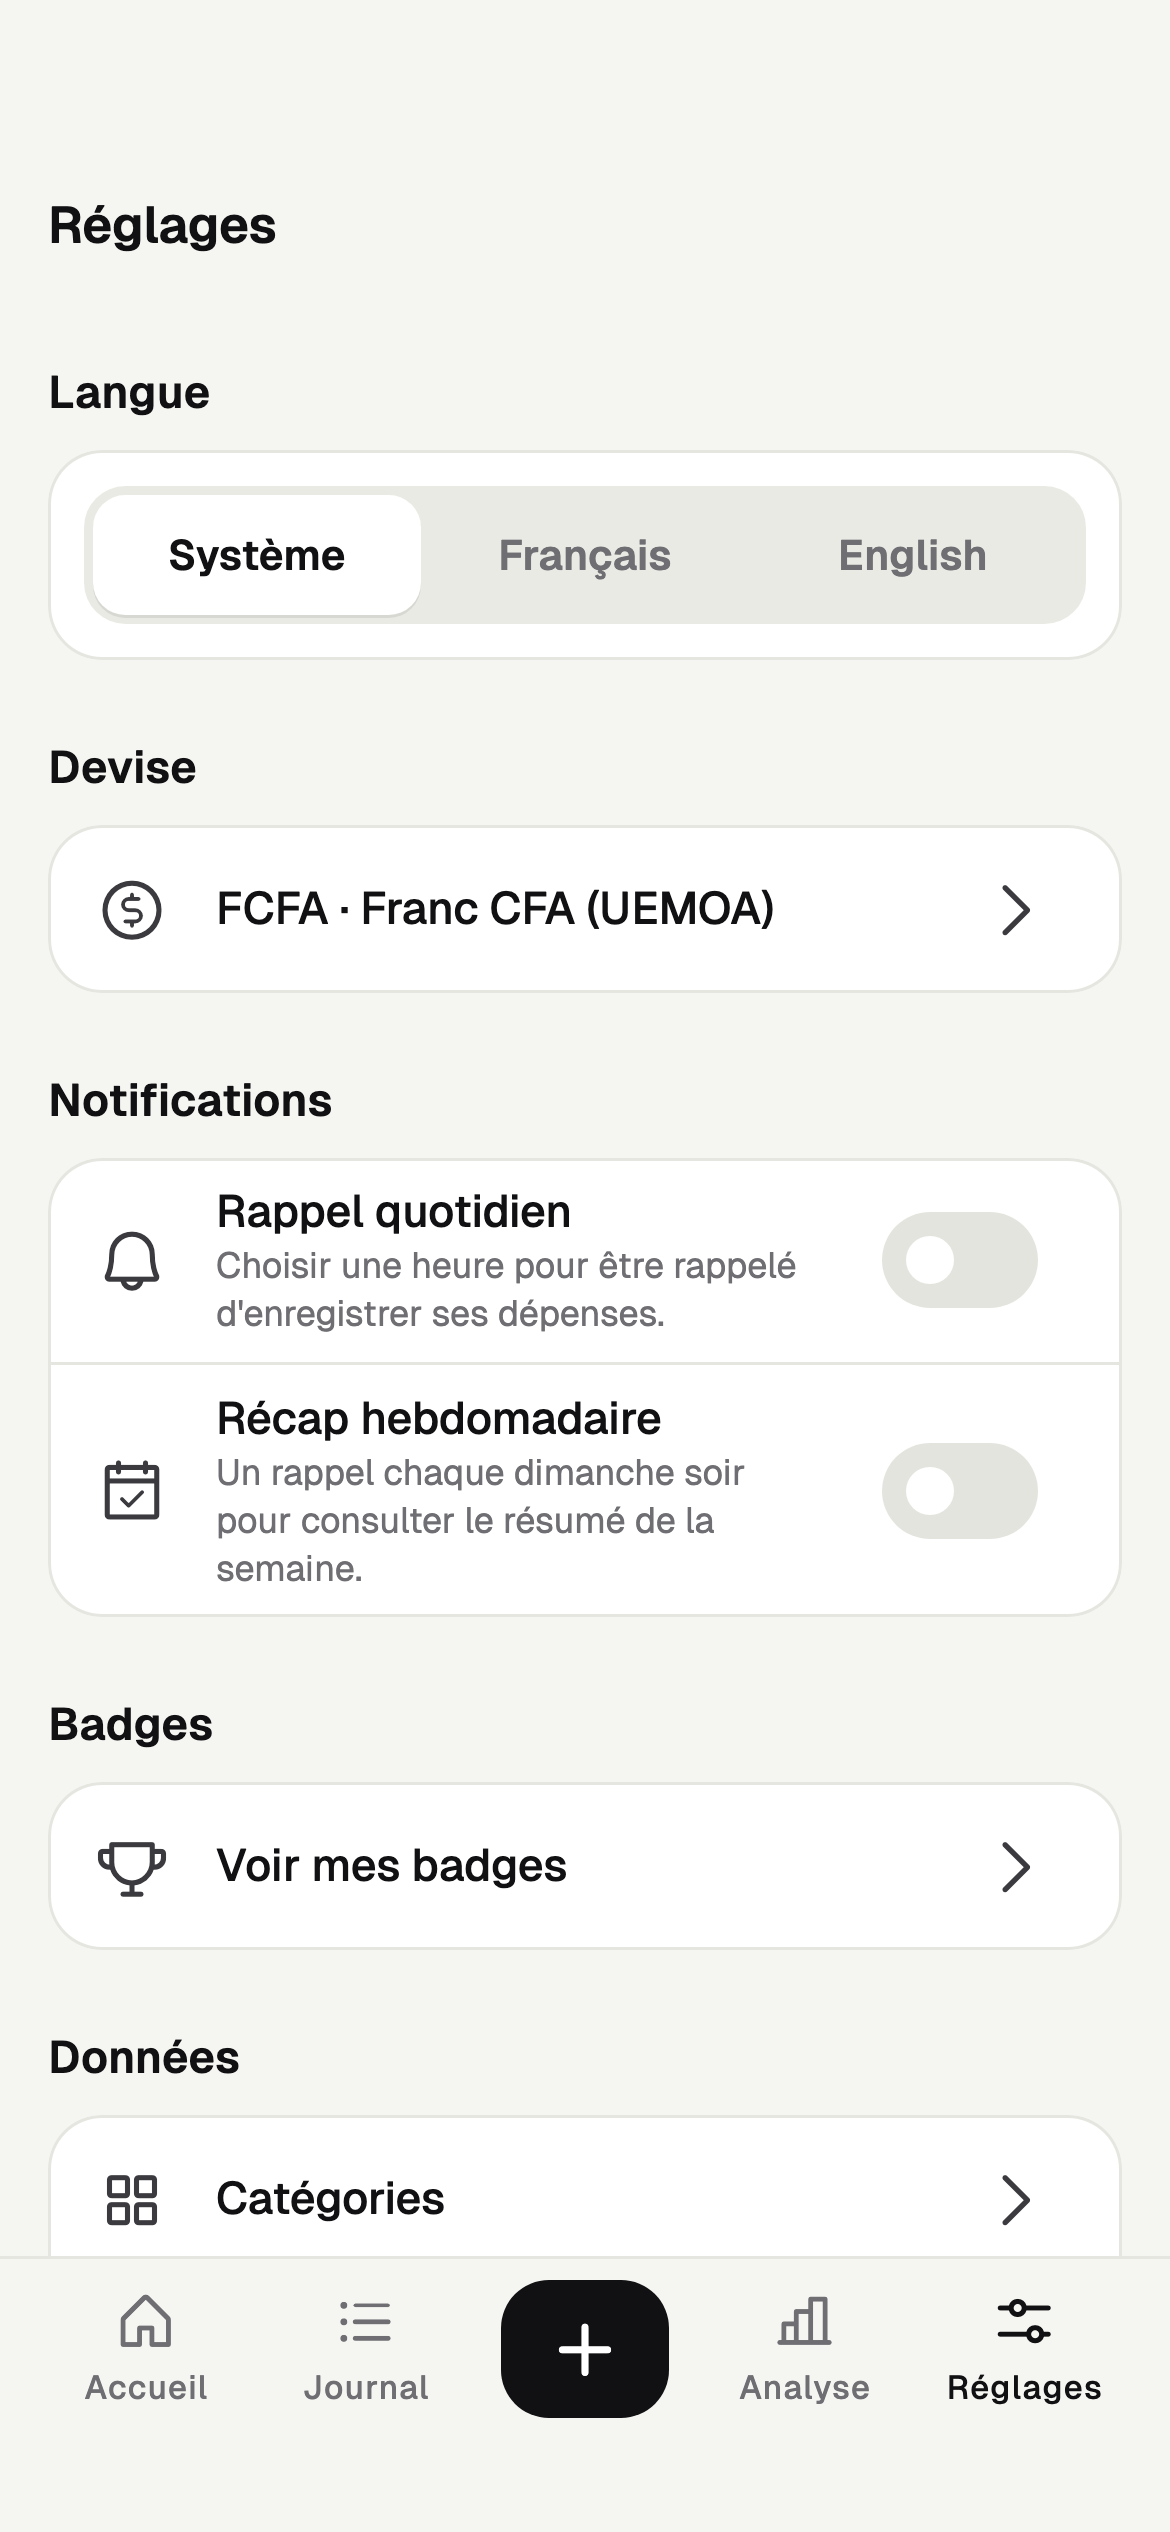 Réglages
Langue
Système
Français
English
Devise
FCFA · Franc CFA (UEMOA)
Notifications
Rappel quotidien
Choisir une heure pour être rappelé
d'enregistrer ses dépenses.
Récap hebdomadaire
Un rappel chaque dimanche soir
pour consulter le résumé de la
semaine.
Badges
Voir mes badges
Données
Catégories
Accueil
Journal
Analyse
Réglages